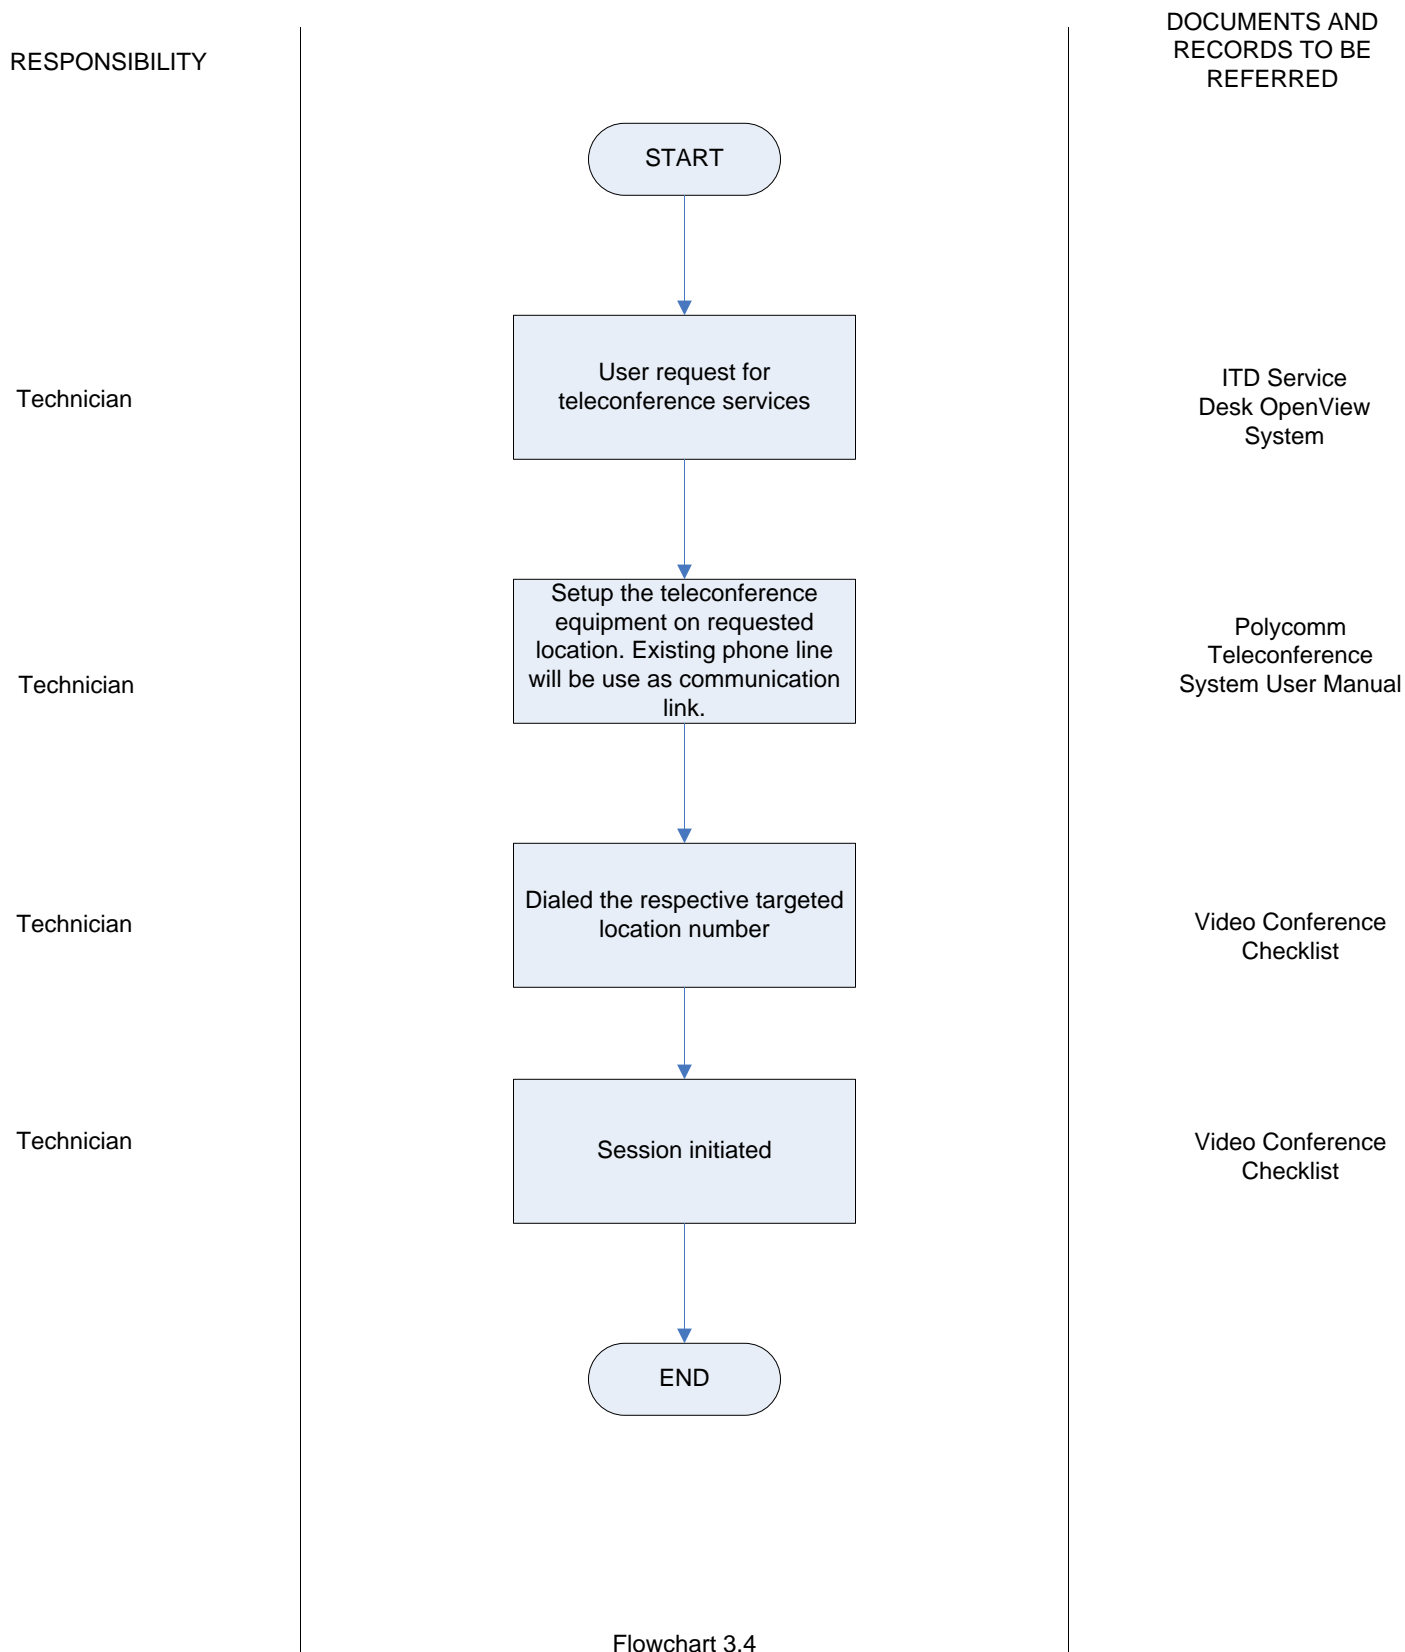 RESPONSIBILITY
DOCUMENTS AND
RECORDS TO BE
REFERRED
START
Technician
User request for
teleconference services
ITD Service
Desk OpenView
System
Technician
Setup the teleconference
equipment on requested
location. Existing phone line
will be use as communication
link.
Polycomm
Teleconference
System User Manual
Technician
Dialed the respective targeted
location number
Video Conference
Checklist
Technician
Session initiated
Video Conference
Checklist
END
Flowchart 3.4